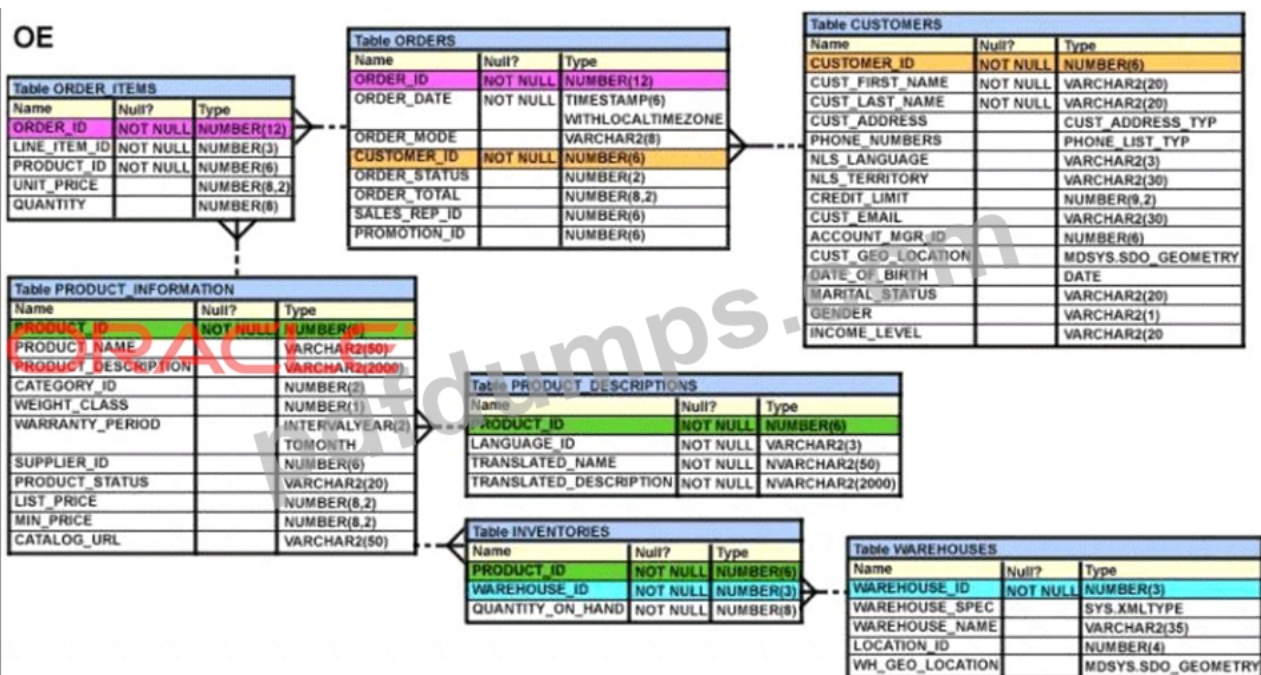 OE
Table ORDER_ITEMS
Name Null? Type
ORDER_ID NOT NULL NUMBER(12)
LINE_ITEM_ID NOT NULL NUMBER(3)
PRODUCT_ID NOT NULL NUMBER(6)
UNIT_PRICE NUMBER(8,2)
QUANTITY NUMBER(8)
Table ORDERS
Name Null? Type
ORDER_ID NOT NULL NUMBER(12)
ORDER_DATE NOT NULL TIMESTAMP(6)
WITHLOCALTIMEZONE
ORDER_MODE VARCHAR2(8)
CUSTOMER_ID NOT NULL NUMBER(6)
ORDER_STATUS NUMBER(2)
ORDER_TOTAL NUMBER(8,2)
SALES_REP_ID NUMBER(6)
PROMOTION_ID NUMBER(6)
Table CUSTOMERS
Name Null? Type
CUSTOMER_ID NOT NULL NUMBER(6)
CUST_FIRST_NAME NOT NULL VARCHAR2(20)
CUST_LAST_NAME NOT NULL VARCHAR2(20)
CUST_ADDRESS CUST_ADDRESS_TYP
PHONE_NUMBERS PHONE_LIST_TYP
NLS_LANGUAGE VARCHAR2(3)
NLS_TERRITORY VARCHAR2(30)
CREDIT_LIMIT NUMBER(9,2)
CUST_EMAIL VARCHAR2(30)
ACCOUNT_MGR_ID NUMBER(6)
CUST_GEO_LOCATION MDSYS.SDO_GEOMETRY
DATE_OF_BIRTH DATE
MARITAL_STATUS VARCHAR2(20)
GENDER VARCHAR2(1)
INCOME_LEVEL VARCHAR2(20
Table PRODUCT_INFORMATION
Name Null? Type
PRODUCT_ID NOT NULL NUMBER(6)
PRODUCT_NAME VARCHAR2(50)
PRODUCT_DESCRIPTION VARCHAR2(2000)
CATEGORY_ID NUMBER(2)
WEIGHT_CLASS NUMBER(1)
WARRANTY_PERIOD INTERVALYEAR(2)
TOMONTH
SUPPLIER_ID NUMBER(6)
PRODUCT_STATUS VARCHAR2(20)
LIST_PRICE NUMBER(8,2)
MIN_PRICE NUMBER(8,2)
CATALOG_URL VARCHAR2(50)
ORACLE
pdfdumps.com
Table PRODUCT_DESCRIPTIONS
Name Null? Type
PRODUCT_ID NOT NULL NUMBER(6)
LANGUAGE_ID NOT NULL VARCHAR2(3)
TRANSLATED_NAME NOT NULL NVARCHAR2(50)
TRANSLATED_DESCRIPTION NOT NULL NVARCHAR2(2000)
Table INVENTORIES
Name Null? Type
PRODUCT_ID NOT NULL NUMBER(6)
WAREHOUSE_ID NOT NULL NUMBER(3)
QUANTITY_ON_HAND NOT NULL NUMBER(8)
Table WAREHOUSES
Name Null? Type
WAREHOUSE_ID NOT NULL NUMBER(3)
WAREHOUSE_SPEC SYS.XMLTYPE
WAREHOUSE_NAME VARCHAR2(35)
LOCATION_ID NUMBER(4)
WH_GEO_LOCATION MDSYS.SDO_GEOMETRY